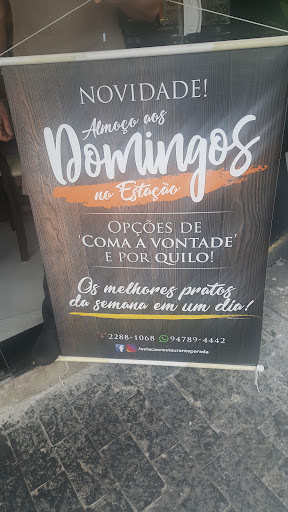 NOVIDADE!
Almoço aos
Domingos
no Estação
OPÇÕES DE
'COMA À VONTADE'
E POR QUILO!
Os melhores pratos
da semana em um dia!
2288-1068 94789-4442